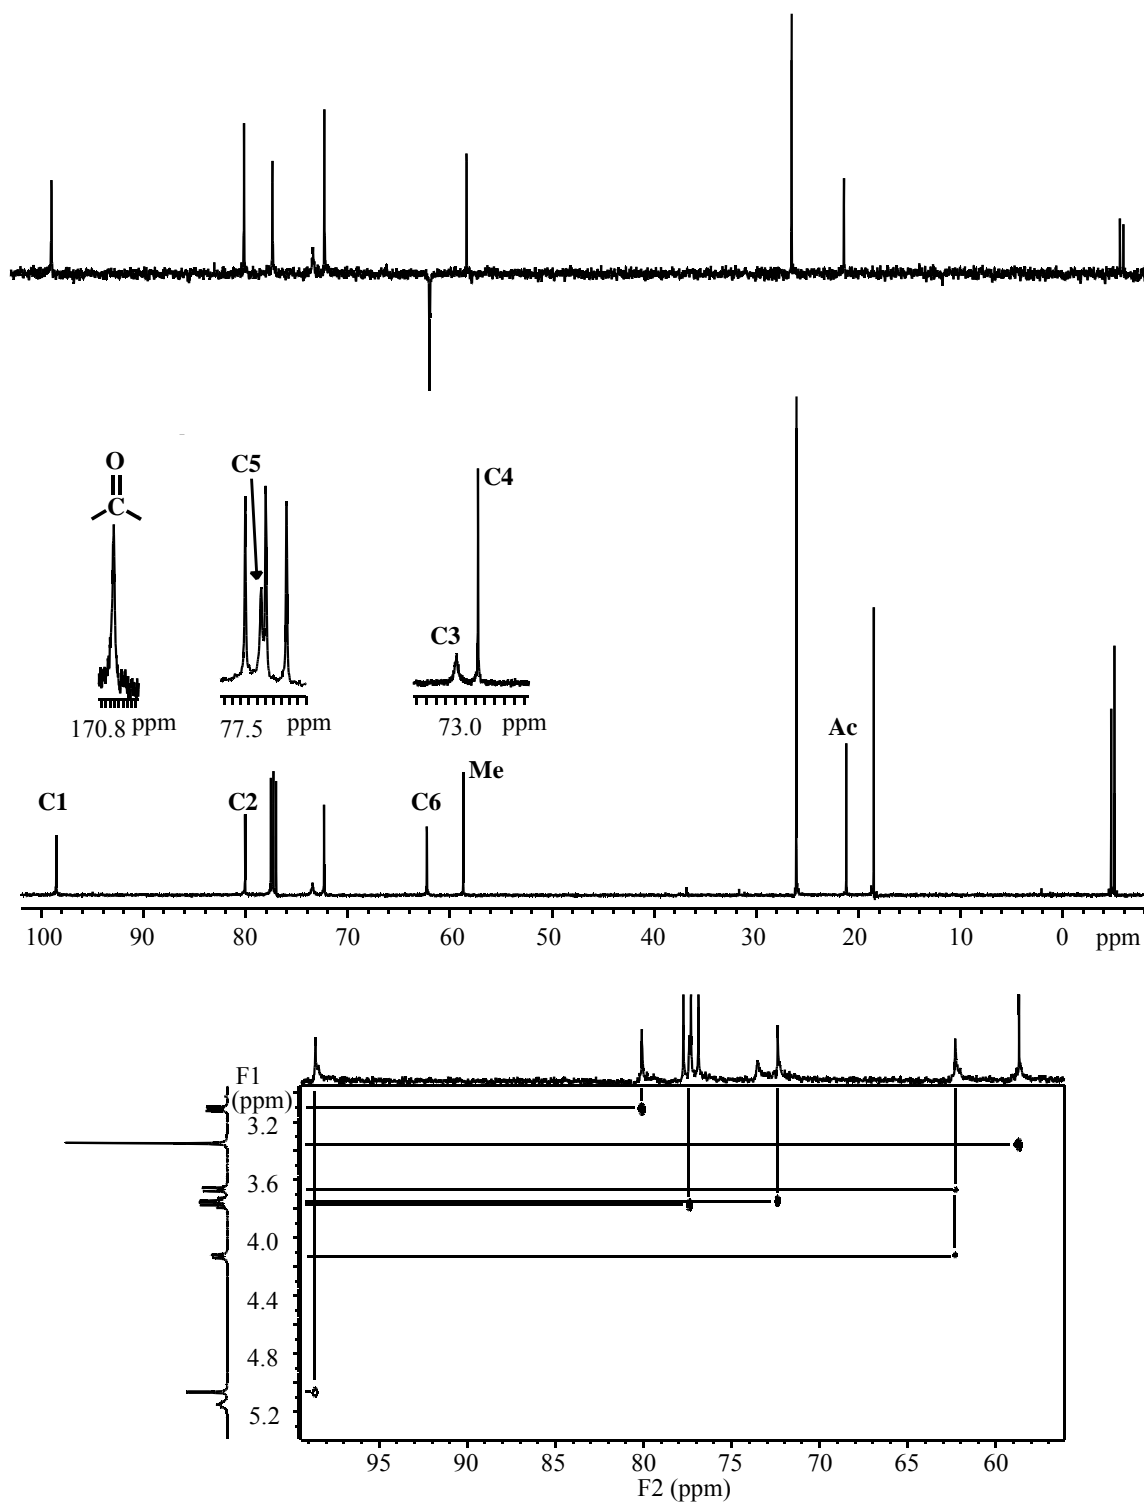 O
C
C5
C4
C3
170.8 ppm
77.5 ppm
73.0 ppm
Ac
Me
C1
C2
C6
100 90 80 70 60 50 40 30 20 10 0 ppm
F1
(ppm)
3.2
3.6
4.0
4.4
4.8
5.2
95 90 85 80 75 70 65 60
F2 (ppm)